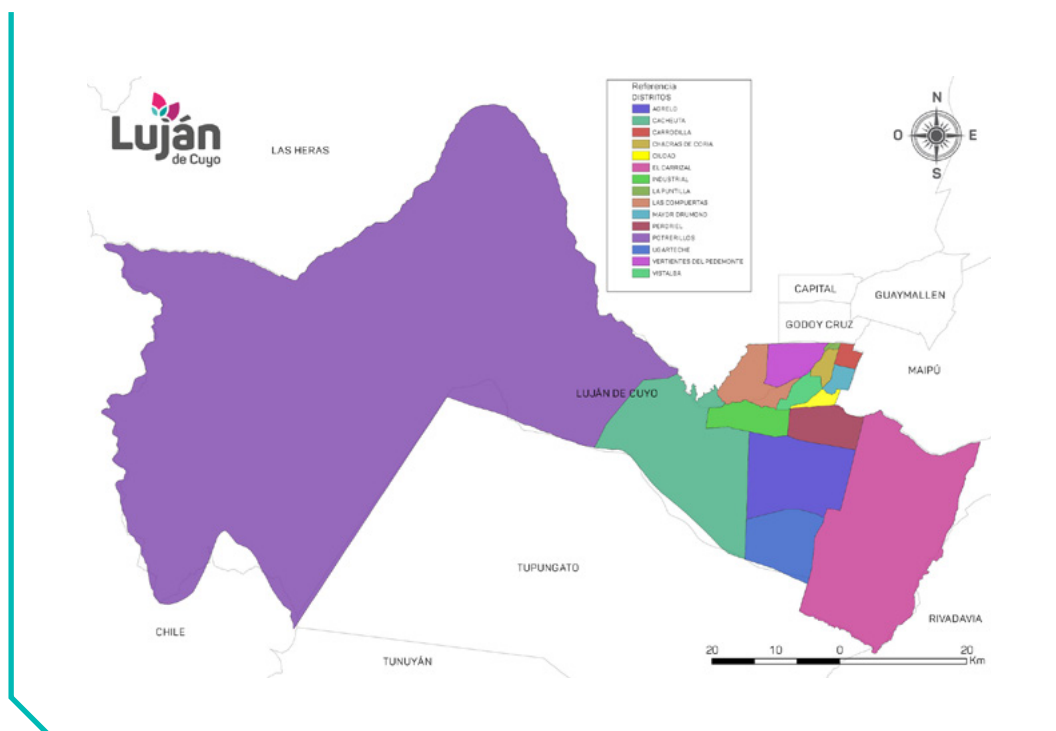 Luján
de Cuyo
LAS HERAS
Referencia
DISTRITOS
AGRELO
CACHEUTA
CARRODILLA
CHACRAS DE CORIA
CIUDAD
EL CARRIZAL
INDUSTRIAL
LA PUNTILLA
LAS COMPUERTAS
MAYOR DRUMOND
PERDRIEL
POTRERILLOS
UGARTECHE
VERTIENTES DEL PEDEMONTE
VISTALBA
N
O
E
S
CAPITAL
GUAYMALLEN
GODOY CRUZ
MAIPÚ
LUJÁN DE CUYO
TUPUNGATO
CHILE
TUNUYÁN
RIVADAVIA
20 10 0 20
Km